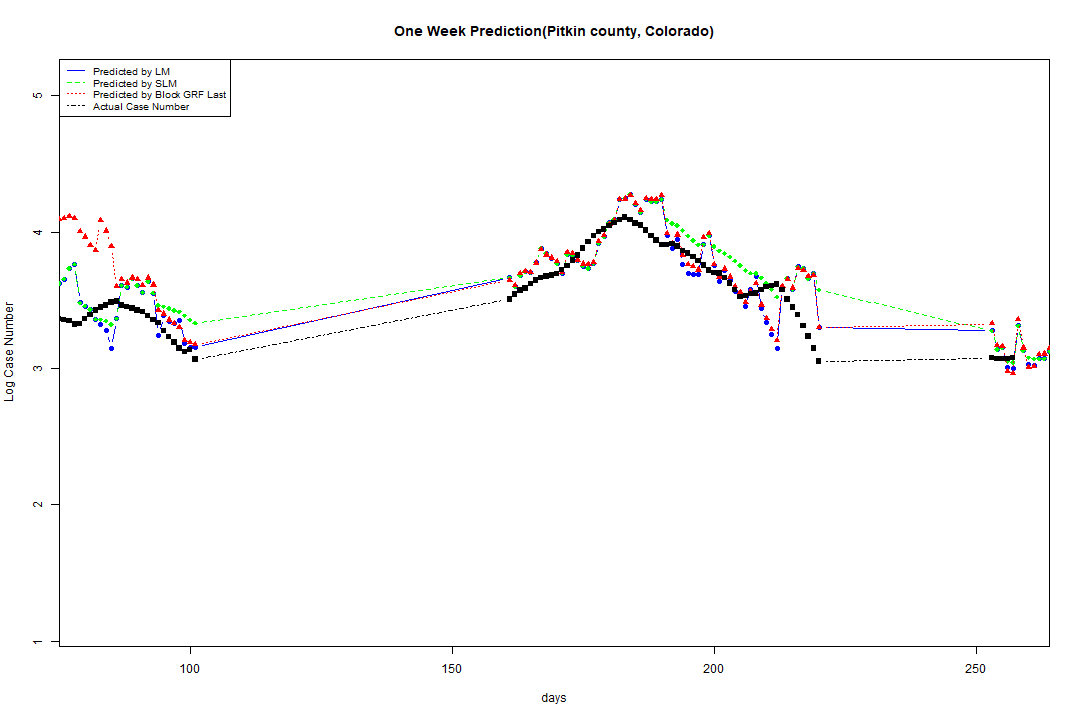 One Week Prediction(Pitkin county, Colorado)
Predicted by LM
Predicted by SLM
Predicted by Block GRF Last
Actual Case Number
5
4
3
2
1
Log Case Number
100 150 200 250
days